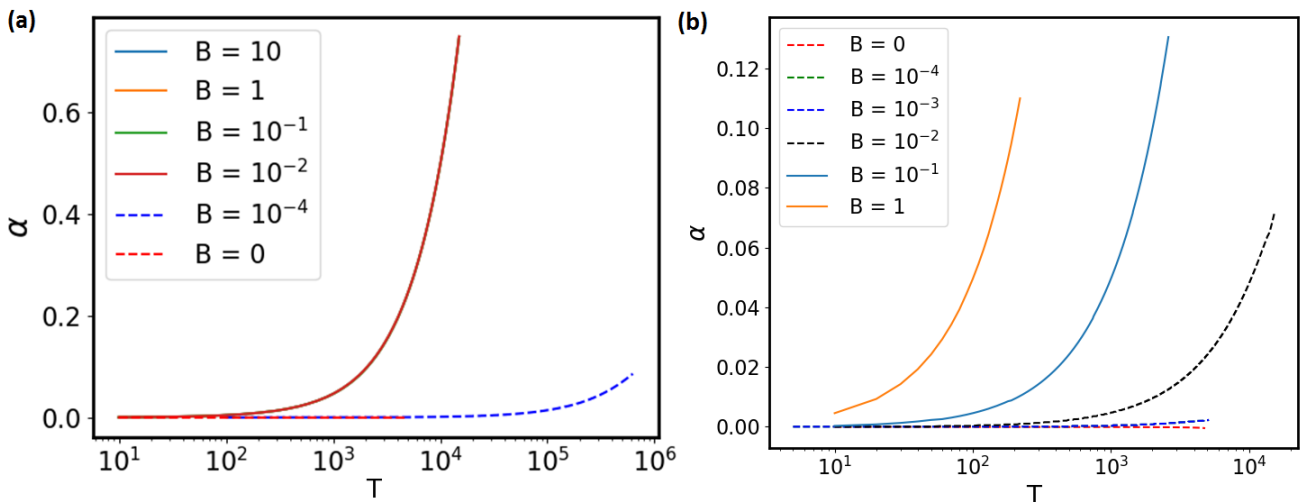 (a)
B = 10
B = 1
B = 10⁻¹
B = 10⁻²
B = 10⁻⁴
B = 0
0.6
0.4
0.2
0.0
α
10¹ 10² 10³ 10⁴ 10⁵ 10⁶
T
(b)
B = 0
B = 10⁻⁴
B = 10⁻³
B = 10⁻²
B = 10⁻¹
B = 1
0.12
0.10
0.08
0.06
0.04
0.02
0.00
α
10¹ 10² 10³ 10⁴
T